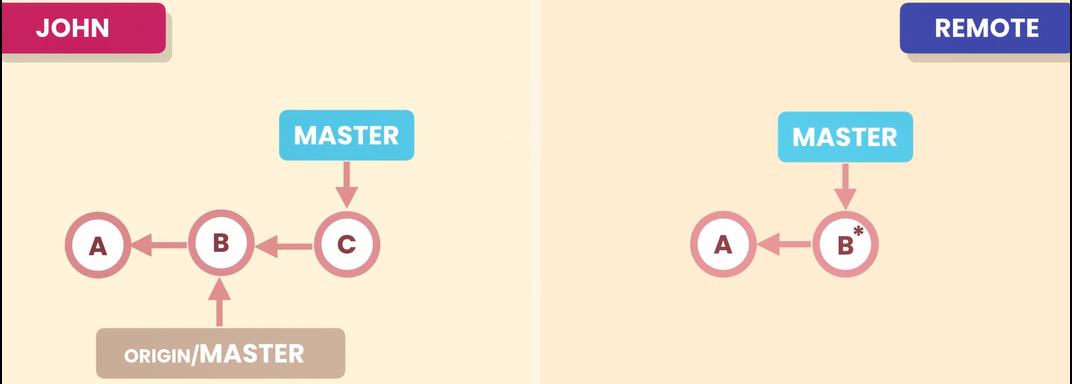 JOHN
REMOTE
MASTER
MASTER
A
B
C
A
B*
ORIGIN/MASTER